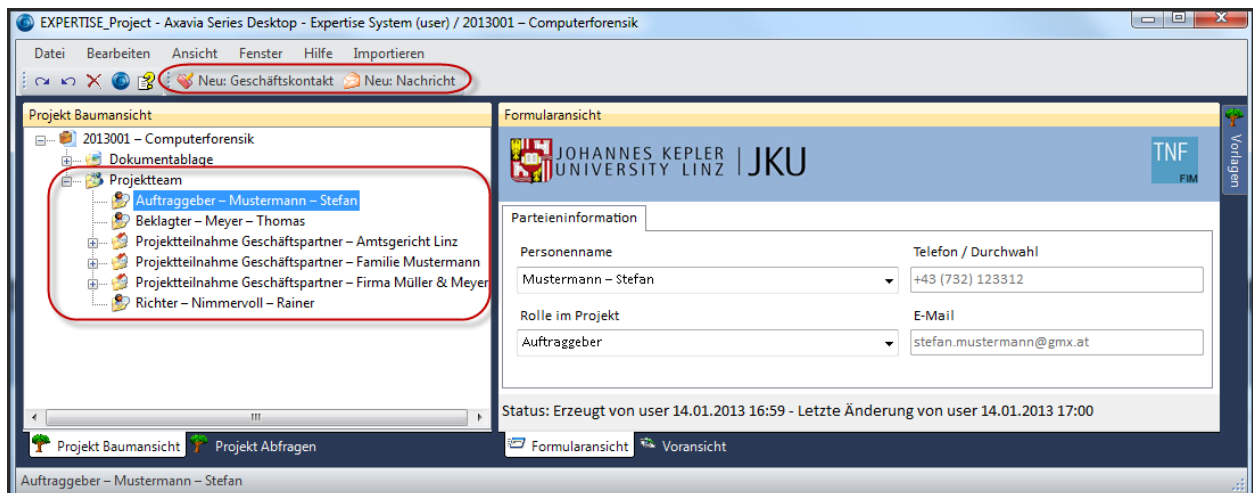 EXPERTISE_Project - Axavia Series Desktop - Expertise System (user) / 2013001 – Computerforensik
Datei Bearbeiten Ansicht Fenster Hilfe Importieren
Neu: Geschäftskontakt Neu: Nachricht
Projekt Baumansicht
2013001 – Computerforensik
Dokumentablage
Projektteam
Auftraggeber – Mustermann – Stefan
Beklagter – Meyer – Thomas
Projektteilnahme Geschäftspartner – Amtsgericht Linz
Projektteilnahme Geschäftspartner – Familie Mustermann
Projektteilnahme Geschäftspartner – Firma Müller & Meyer
Richter – Nimmervoll – Rainer
Projekt Baumansicht Projekt Abfragen
Formularansicht
JOHANNES KEPLER
UNIVERSITY LINZ | JKU
TNF
FIM
Parteieninformation
Personenname Telefon / Durchwahl
Mustermann – Stefan +43 (732) 123312
Rolle im Projekt E-Mail
Auftraggeber stefan.mustermann@gmx.at
Status: Erzeugt von user 14.01.2013 16:59 - Letzte Änderung von user 14.01.2013 17:00
Formularansicht Voransicht
Vorlagen
Auftraggeber – Mustermann – Stefan